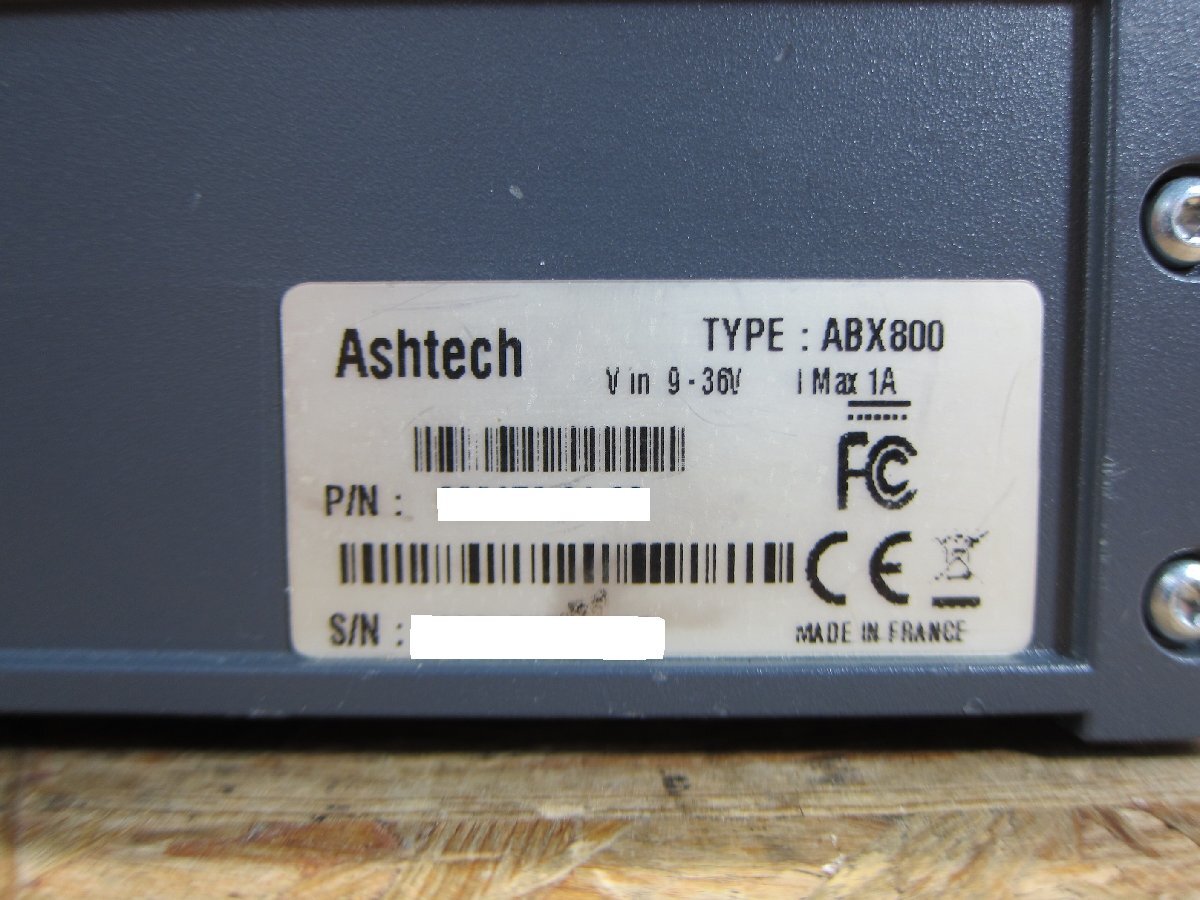 Ashtech
TYPE : ABX800
V in 9 - 36V I Max 1A
FC
P/N :
CE
S/N :
MADE IN FRANCE